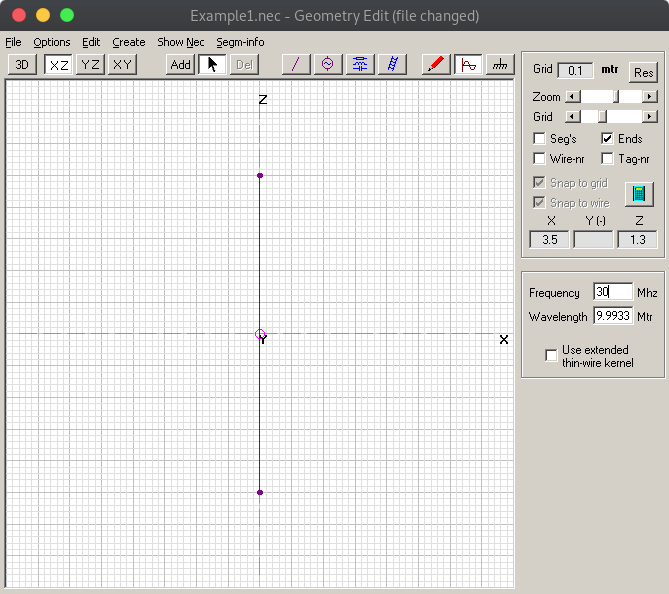 Example1.nec - Geometry Edit (file changed)
File Options Edit Create Show Nec Segm-info
3D XZ YZ XY Add Del
Grid 0.1 mtr Res
Zoom
Grid
Seg's Ends
Wire-nr Tag-nr
Snap to grid
Snap to wire
X Y (-) Z
3.5 1.3
Frequency 30 Mhz
Wavelength 9.9933 Mtr
Use extended
thin-wire kernel
Z
Y
X